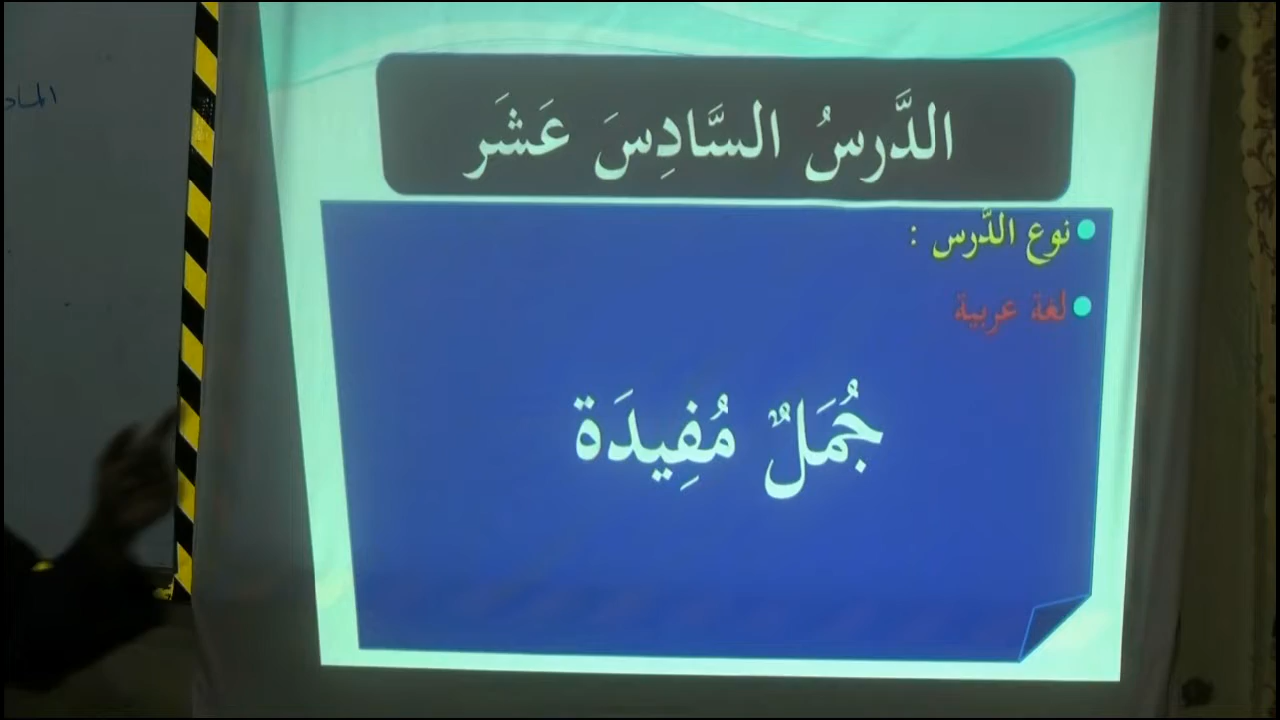 الدَّرسُ السَّادِسَ عَشَر
نوع الدَّرس :
لغة عربية
جُمَلٌ مُفِيدَة